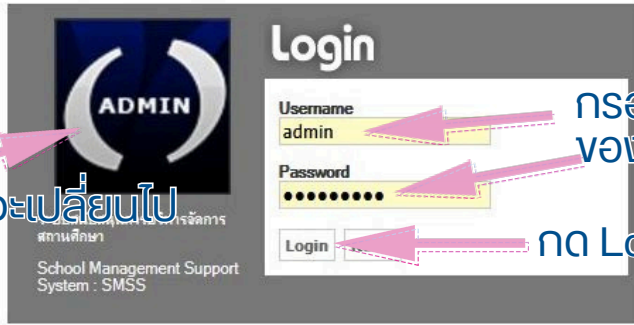 Login
ADMIN
Username
admin
Password
Login
กด Lo
จะเปลี่ยนไป
สถานศึกษา
School Management Support
System : SMSS